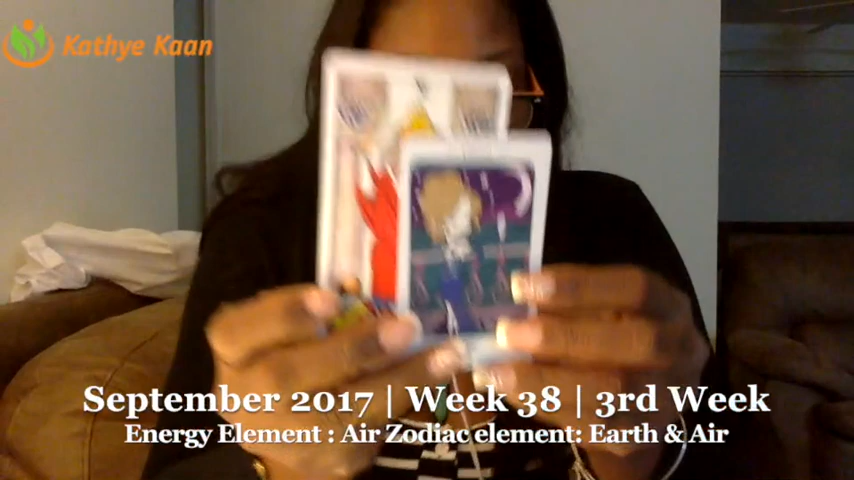 Kathye Kaan
September 2017 | Week 38 | 3rd Week
Energy Element : Air Zodiac element: Earth & Air